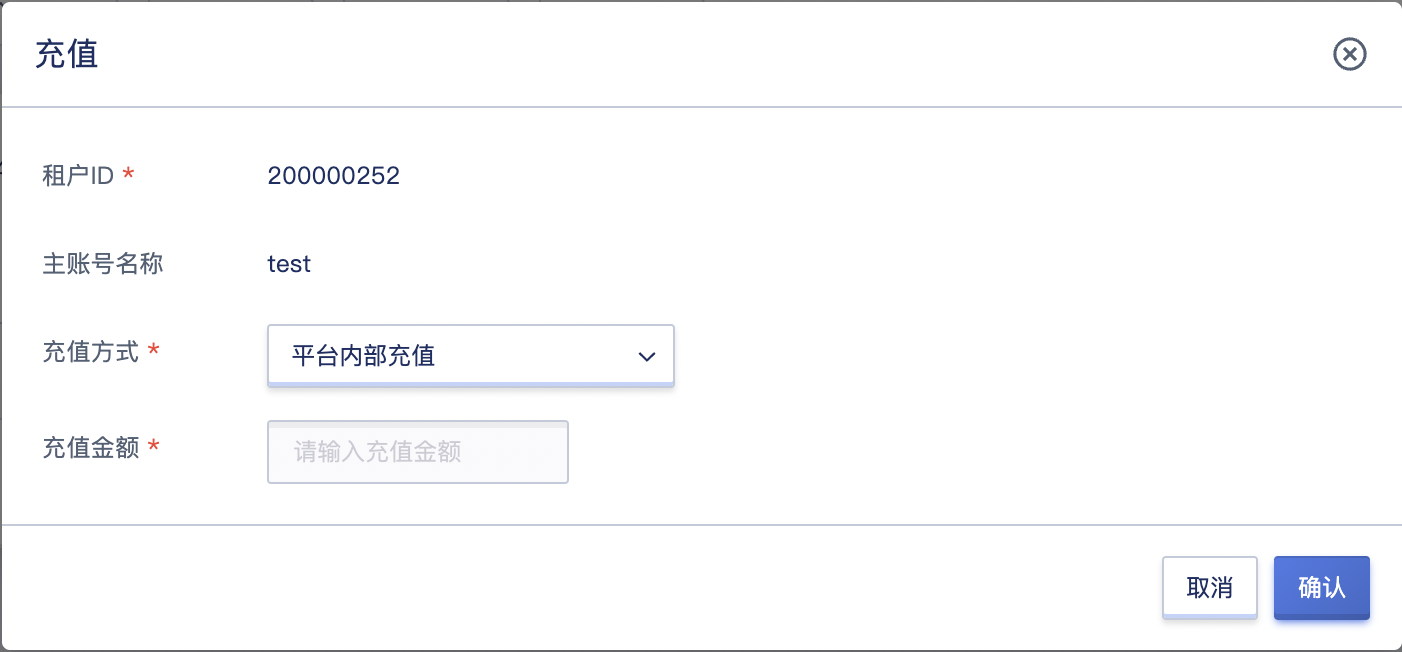 充值
租户ID * 200000252
主账号名称 test
充值方式 * 平台内部充值
充值金额 * 请输入充值金额
取消 确认